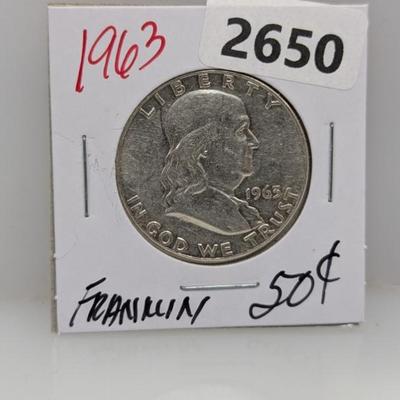 1963
2650
LIBERTY
1963
IN GOD WE TRUST
FRANKLIN 50¢